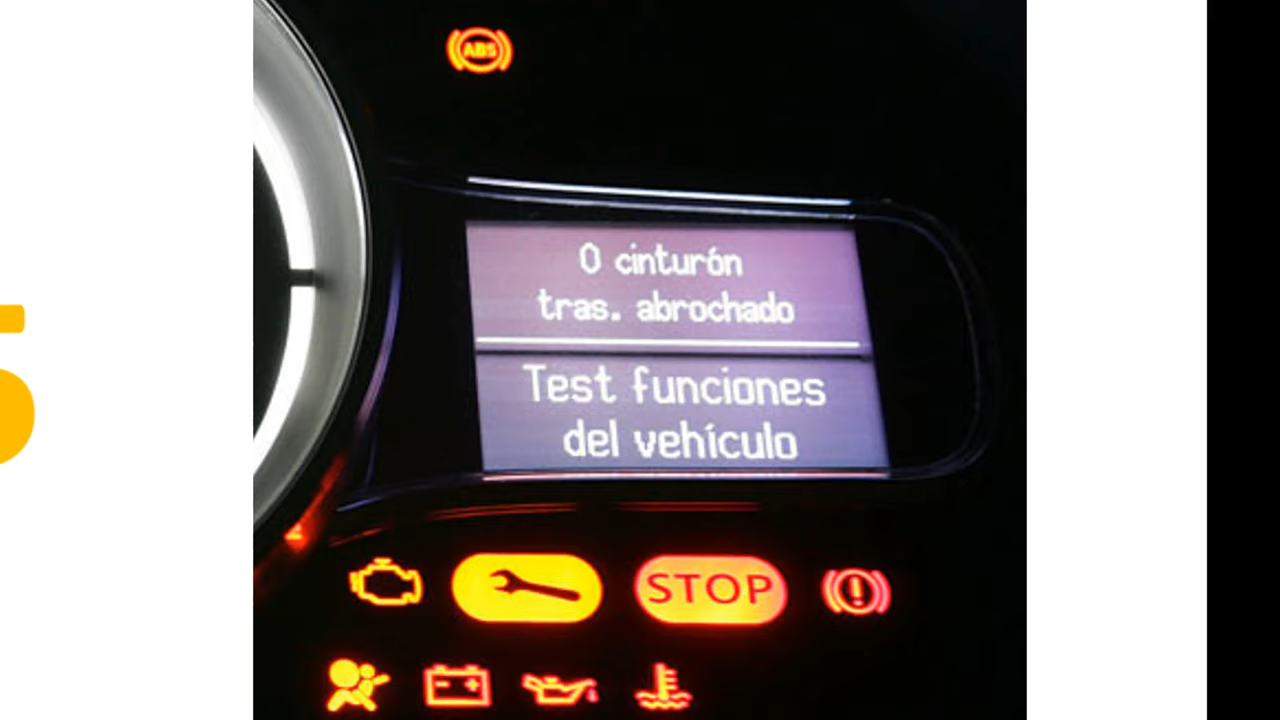 ABS
0 cinturón
tras. abrochado
Test funciones
del vehículo
STOP